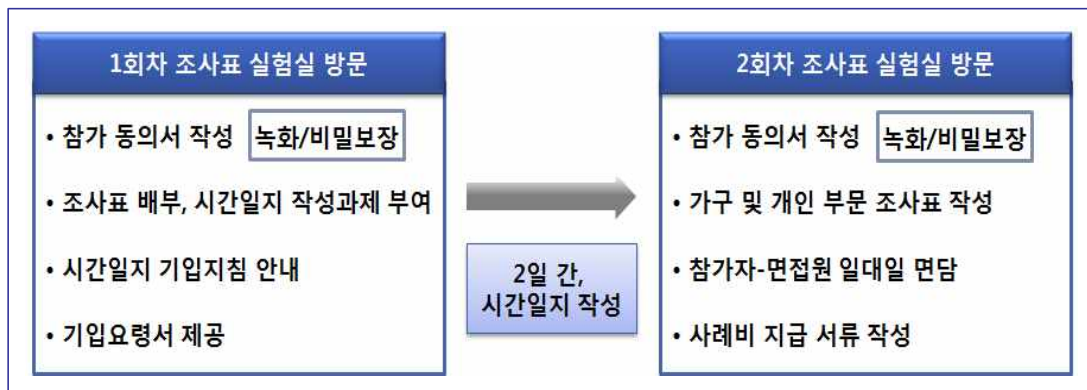 1회차 조사표 실험실 방문
• 참가 동의서 작성 녹화/비밀보장
• 조사표 배부, 시간일지 작성과제 부여
• 시간일지 기입지침 안내
• 기입요령서 제공
2일 간,
시간일지 작성
2회차 조사표 실험실 방문
• 참가 동의서 작성 녹화/비밀보장
• 가구 및 개인 부문 조사표 작성
• 참가자-면접원 일대일 면담
• 사례비 지급 서류 작성